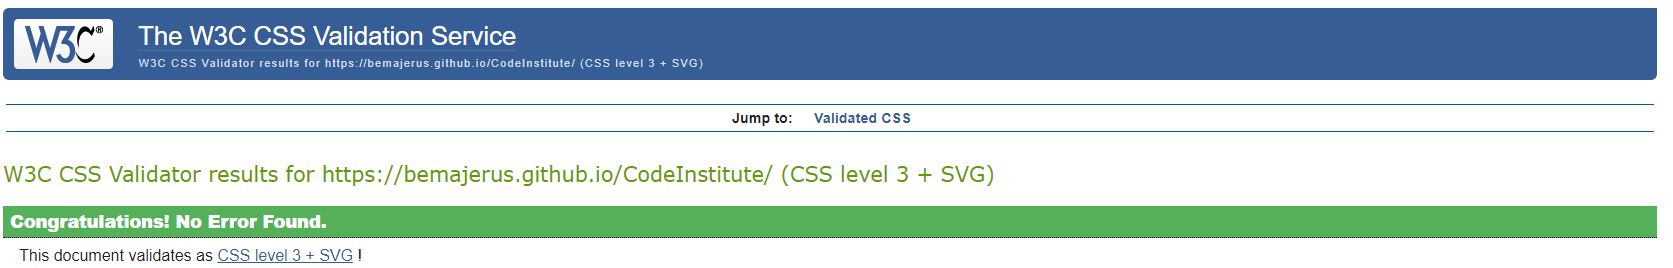 W3C®
The W3C CSS Validation Service
W3C CSS Validator results for https://bemajerus.github.io/CodeInstitute/ (CSS level 3 + SVG)
Jump to: Validated CSS
W3C CSS Validator results for https://bemajerus.github.io/CodeInstitute/ (CSS level 3 + SVG)
Congratulations! No Error Found.
This document validates as CSS level 3 + SVG !